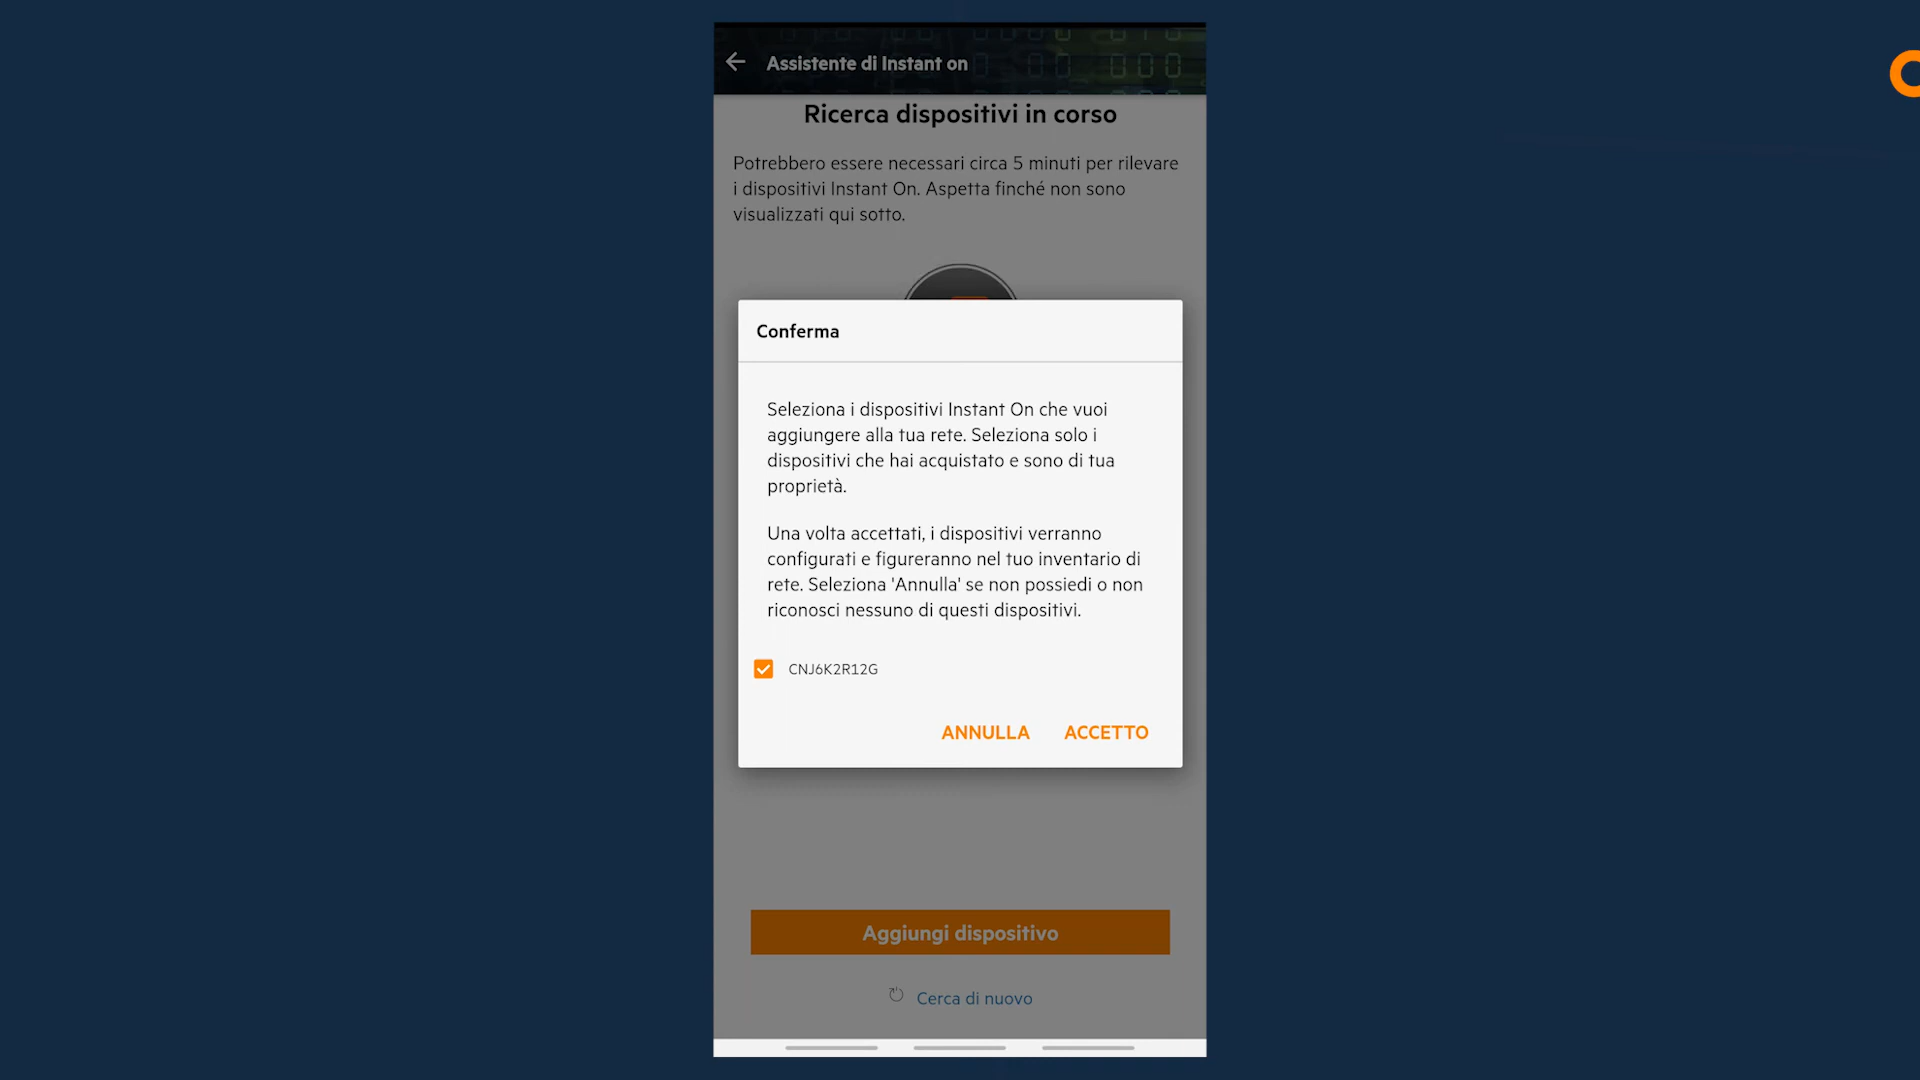 Assistente di Instant on
Ricerca dispositivi in corso
Potrebbero essere necessari circa 5 minuti per rilevare
i dispositivi Instant On. Aspetta finché non sono
visualizzati qui sotto.
Conferma
Seleziona i dispositivi Instant On che vuoi
aggiungere alla tua rete. Seleziona solo i
dispositivi che hai acquistato e sono di tua
proprietà.
Una volta accettati, i dispositivi verranno
configurati e figureranno nel tuo inventario di
rete. Seleziona 'Annulla' se non possiedi o non
riconosci nessuno di questi dispositivi.
CNJ6K2R12G
ANNULLA ACCETTO
Aggiungi dispositivo
Cerca di nuovo